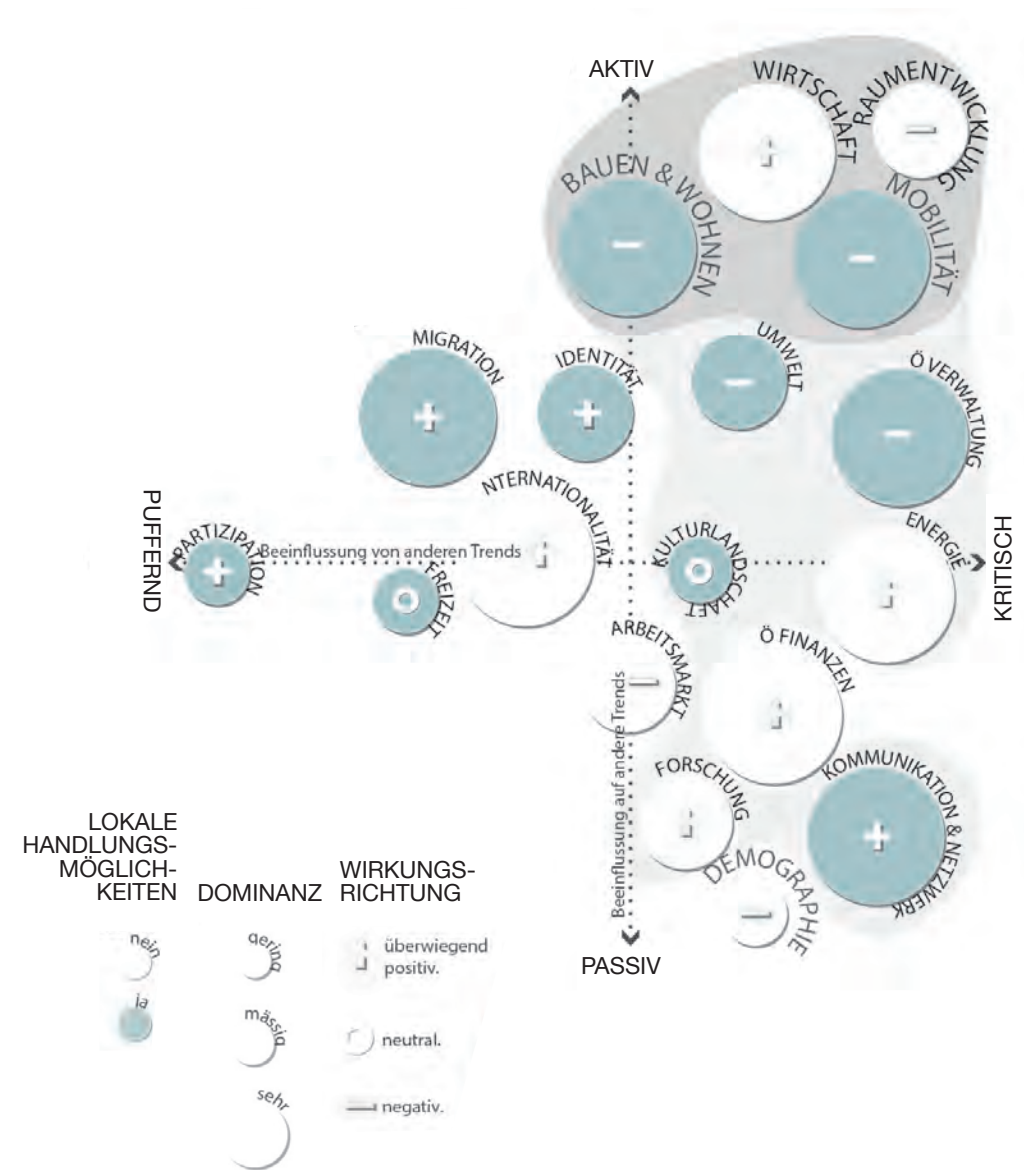 AKTIV
WIRTSCHAFT
RAUMENTWICKLUNG
BAUEN & WOHNEN
MOBILITÄT
MIGRATION
IDENTITÄT
UMWELT
Ö VERWALTUNG
NTERNATIONALITÄT
PUFFERND
PARTIZIPATION
Beeinflussung von anderen Trends
FREIZEIT
KULTURLANDSCHAFT
ENERGIE
KRITISCH
ARBEITSMARKT
Ö FINANZEN
Beeinflussung auf andere Trends
FORSCHUNG
KOMMUNIKATION & NETZWERK
DEMOGRAPHIE
PASSIV
LOKALE
HANDLUNGS-
MÖGLICH-
KEITEN
nein
ja
DOMINANZ
gering
mässig
sehr
WIRKUNGS-
RICHTUNG
überwiegend
positiv.
neutral.
negativ.